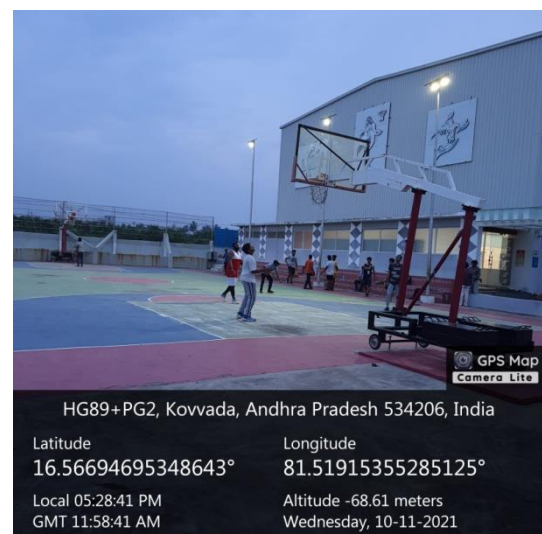 GPS Map
Camera Lite
HG89+PG2, Kovvada, Andhra Pradesh 534206, India
Latitude
16.56694695348643°
Longitude
81.51915355285125°
Local 05:28:41 PM
GMT 11:58:41 AM
Altitude -68.61 meters
Wednesday, 10-11-2021